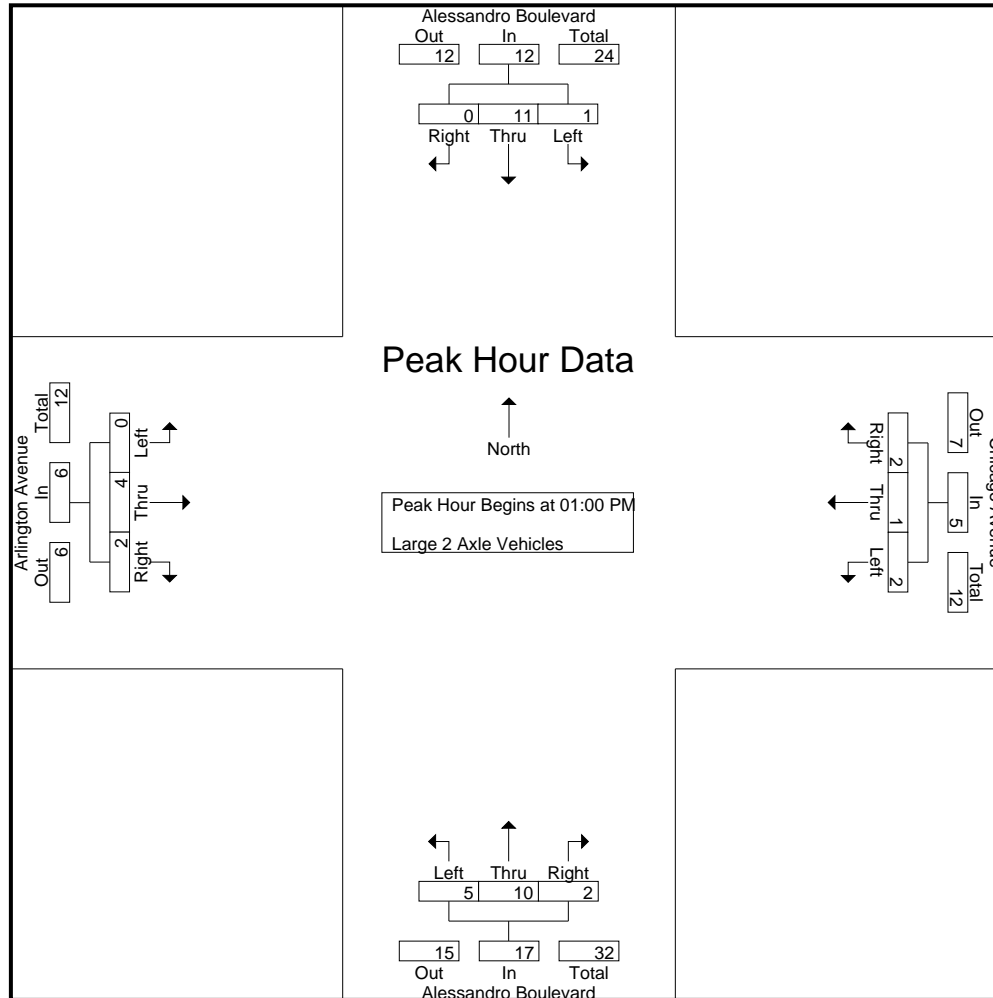 Alessandro Boulevard
Out In Total
12 12 24
0 11 1
Right Thru Left
Peak Hour Data
North
Peak Hour Begins at 01:00 PM
Large 2 Axle Vehicles
Arlington Avenue
Total In Out
12 6 6
0 4 2
Left Thru Right
Right Thru Left
2 1 2
7 5 12
Out In Total
Avenue
Left Thru Right
5 10 2
15 17 32
Out In Total
Alessandro Boulevard